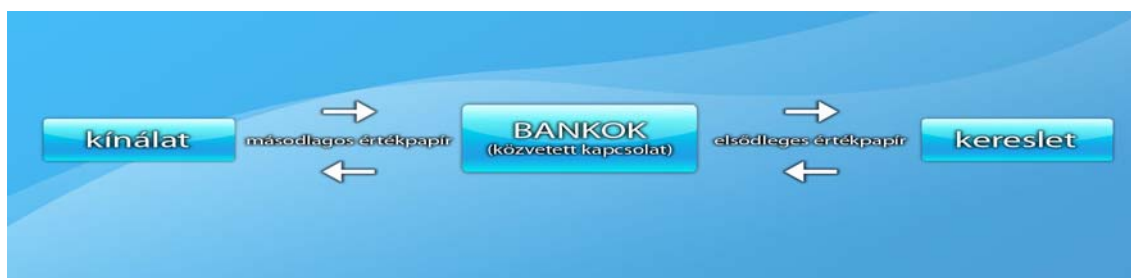 kínálat
másodlagos értékpapír
BANKOK
(közvetett kapcsolat)
elsődleges értékpapír
kereslet